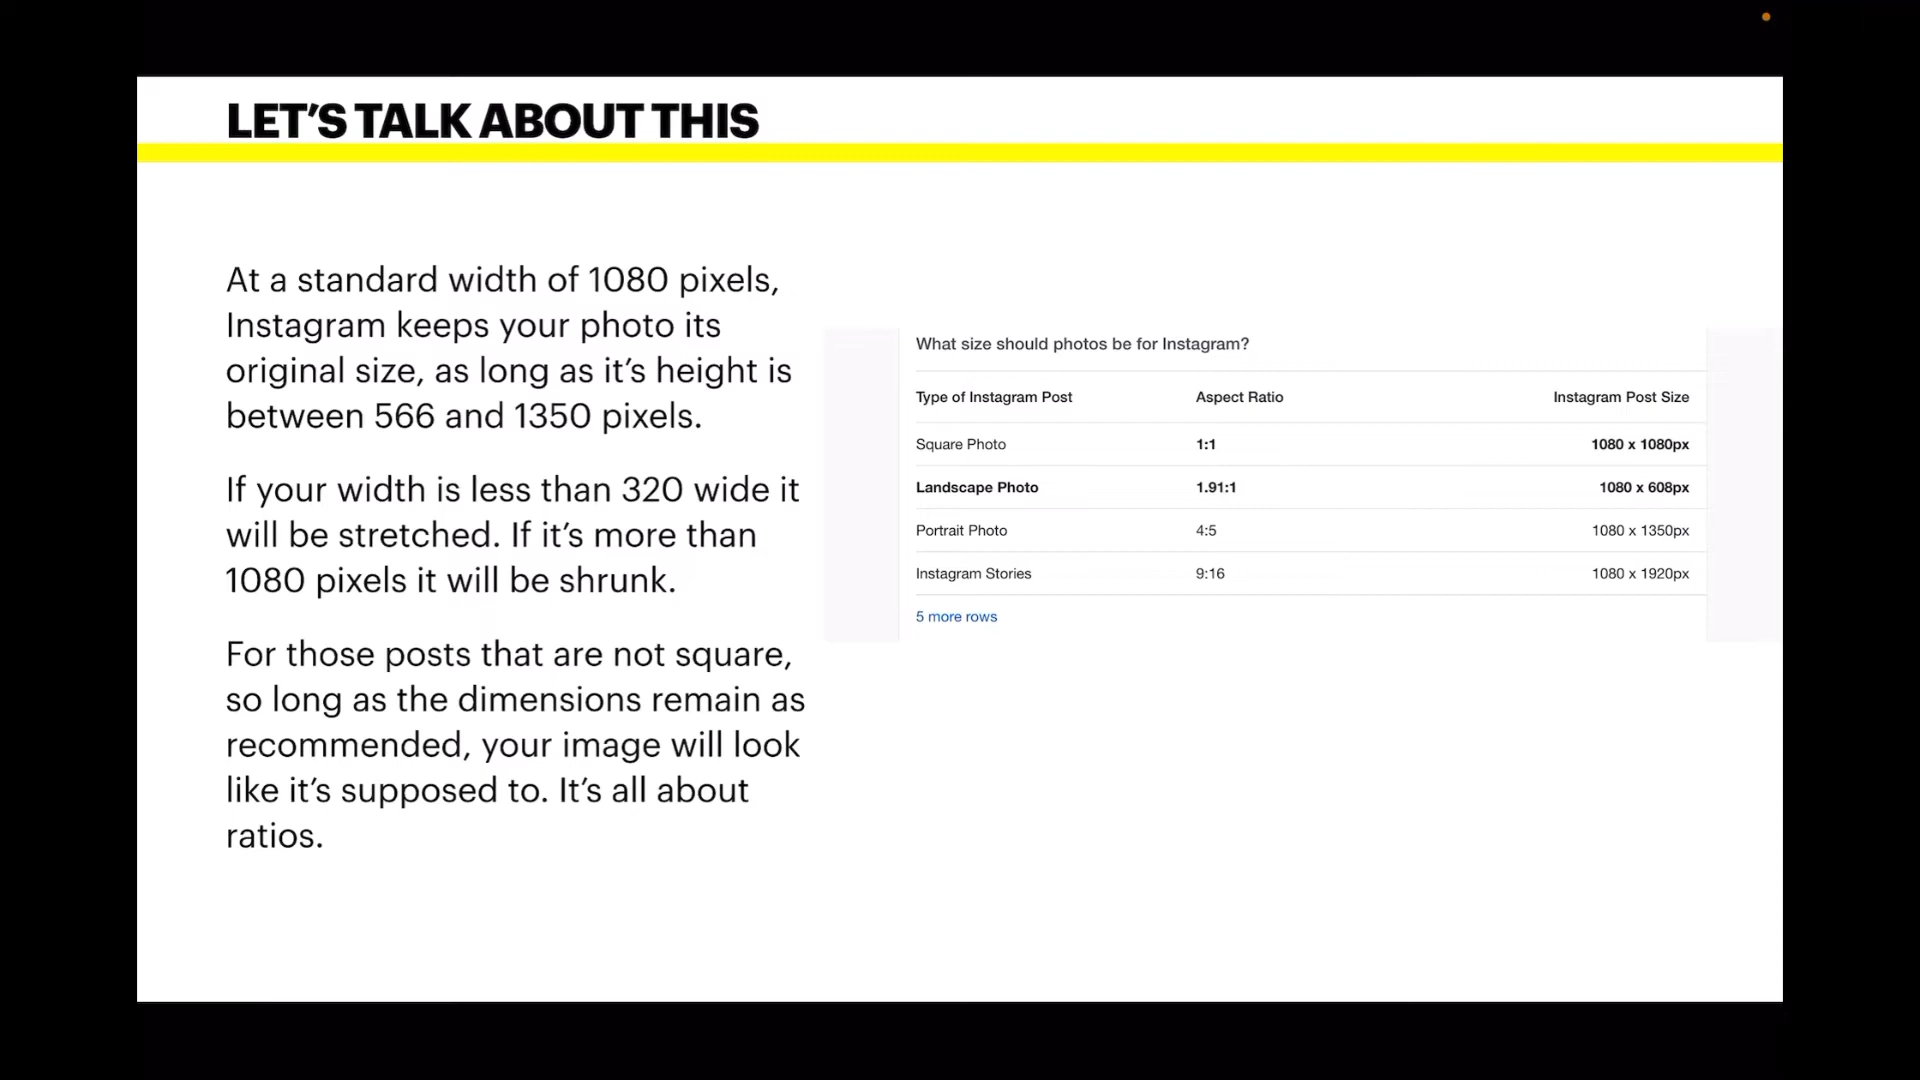 LET’S TALK ABOUT THIS
At a standard width of 1080 pixels,
Instagram keeps your photo its
original size, as long as it’s height is
between 566 and 1350 pixels.
If your width is less than 320 wide it
will be stretched. If it’s more than
1080 pixels it will be shrunk.
For those posts that are not square,
so long as the dimensions remain as
recommended, your image will look
like it’s supposed to. It’s all about
ratios.
What size should photos be for Instagram?
Type of Instagram Post Aspect Ratio Instagram Post Size
Square Photo 1:1 1080 x 1080px
Landscape Photo 1.91:1 1080 x 608px
Portrait Photo 4:5 1080 x 1350px
Instagram Stories 9:16 1080 x 1920px
5 more rows